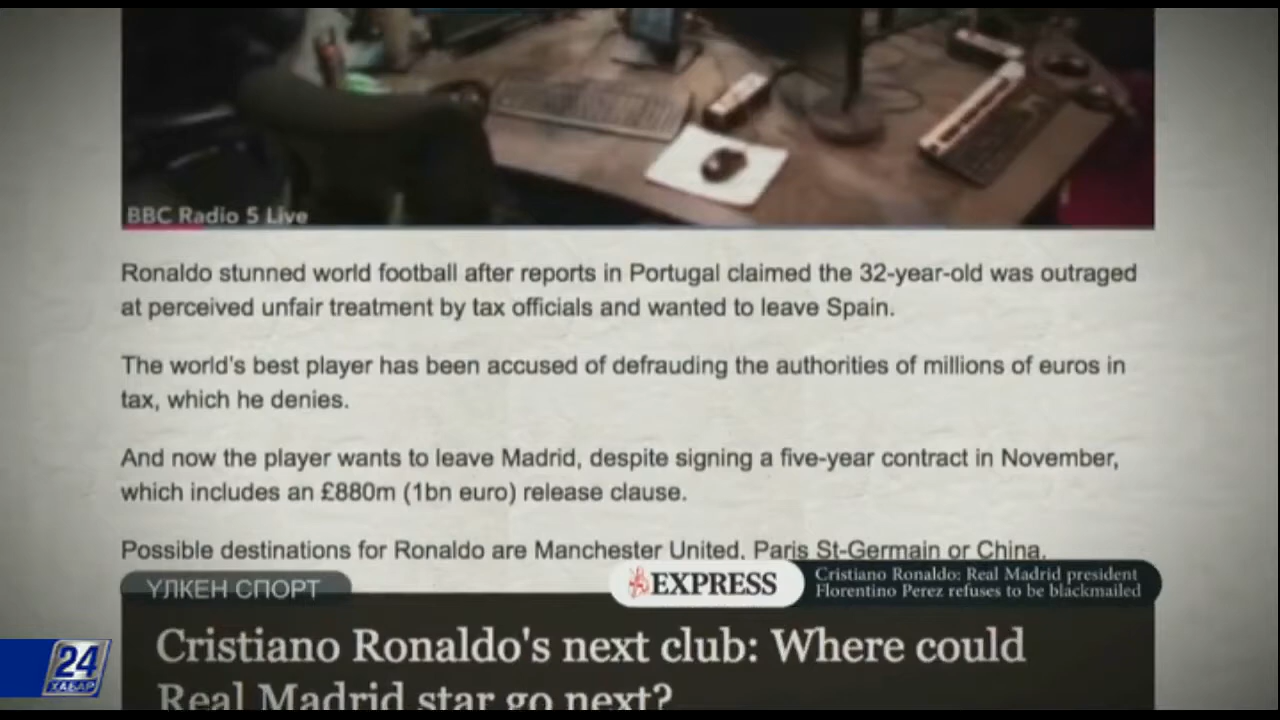 BBC Radio 5 Live
Ronaldo stunned world football after reports in Portugal claimed the 32-year-old was outraged
at perceived unfair treatment by tax officials and wanted to leave Spain.
The world's best player has been accused of defrauding the authorities of millions of euros in
tax, which he denies.
And now the player wants to leave Madrid, despite signing a five-year contract in November,
which includes an £880m (1bn euro) release clause.
Possible destinations for Ronaldo are Manchester United, Paris St-Germain or China.
ҮЛКЕН СПОРТ
EXPRESS
Cristiano Ronaldo: Real Madrid president
Florentino Perez refuses to be blackmailed
Cristiano Ronaldo's next club: Where could
Real Madrid star go next?
24
ХАБАР